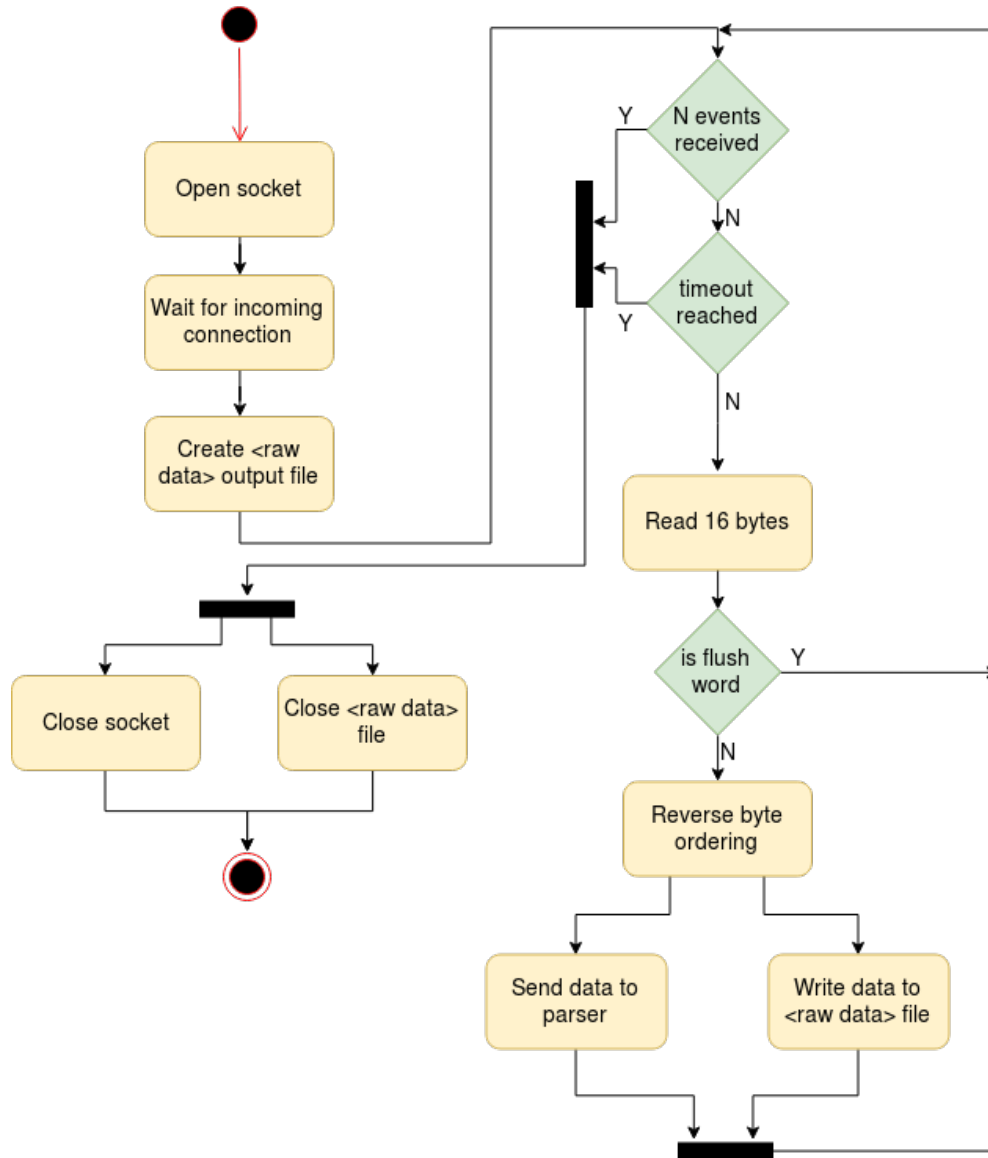 Open socket
Wait for incoming
connection
Create <raw
data> output file
N events
received
Y
N
timeout
reached
Y
N
Read 16 bytes
is flush
word
Y
N
Reverse byte
ordering
Send data to
parser
Write data to
<raw data> file
Close socket
Close <raw data>
file